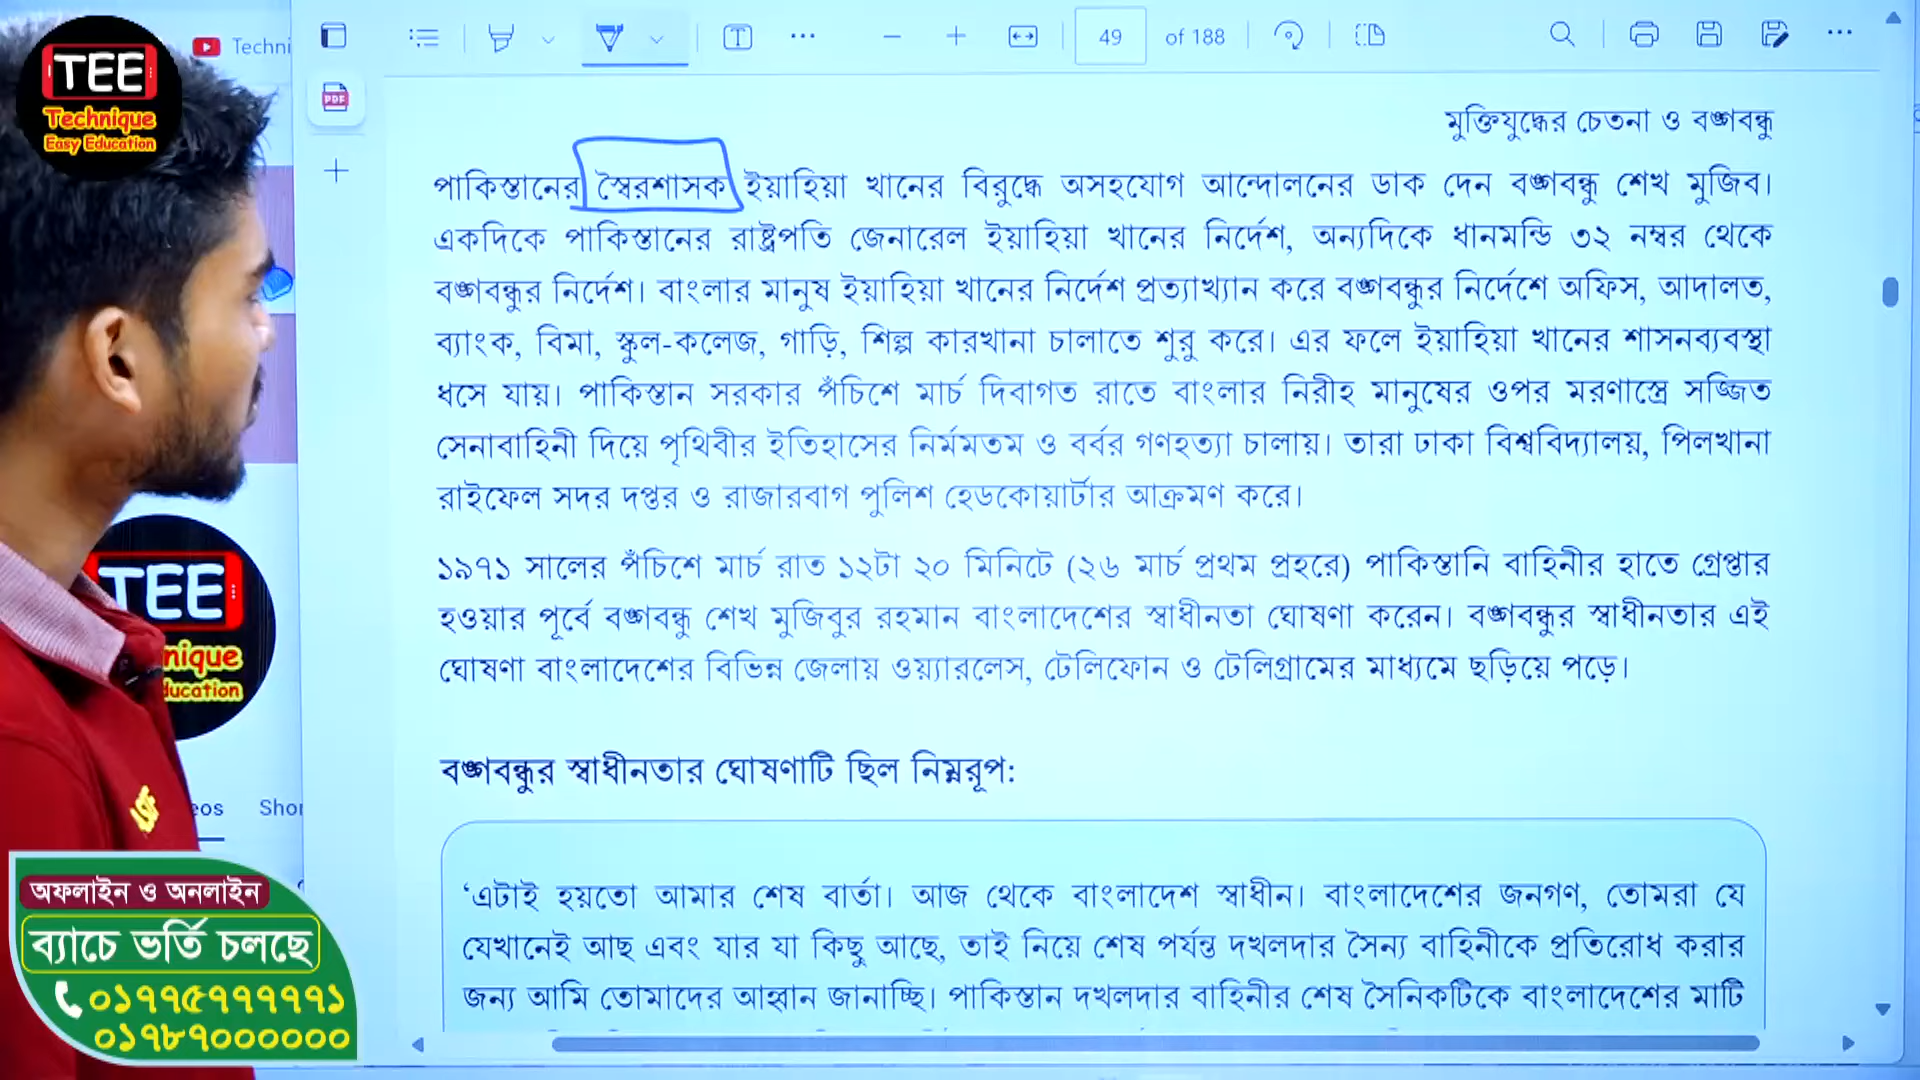 TEE
Technique
Easy Education
Techni
49 of 188
PDF
মুক্তিযুদ্ধের চেতনা ও বঙ্গবন্ধু
পাকিস্তানের স্বৈরশাসক ইয়াহিয়া খানের বিরুদ্ধে অসহযোগ আন্দোলনের ডাক দেন বঙ্গবন্ধু শেখ মুজিব।
একদিকে পাকিস্তানের রাষ্ট্রপতি জেনারেল ইয়াহিয়া খানের নির্দেশ, অন্যদিকে ধানমন্ডি ৩২ নম্বর থেকে
বঙ্গবন্ধুর নির্দেশ। বাংলার মানুষ ইয়াহিয়া খানের নির্দেশ প্রত্যাখ্যান করে বঙ্গবন্ধুর নির্দেশে অফিস, আদালত,
ব্যাংক, বিমা, স্কুল-কলেজ, গাড়ি, শিল্প কারখানা চালাতে শুরু করে। এর ফলে ইয়াহিয়া খানের শাসনব্যবস্থা
ধসে যায়। পাকিস্তান সরকার পঁচিশে মার্চ দিবাগত রাতে বাংলার নিরীহ মানুষের ওপর মরণাস্ত্রে সজ্জিত
সেনাবাহিনী দিয়ে পৃথিবীর ইতিহাসের নির্মমতম ও বর্বর গণহত্যা চালায়। তারা ঢাকা বিশ্ববিদ্যালয়, পিলখানা
রাইফেল সদর দপ্তর ও রাজারবাগ পুলিশ হেডকোয়ার্টার আক্রমণ করে।
১৯৭১ সালের পঁচিশে মার্চ রাত ১২টা ২০ মিনিটে (২৬ মার্চ প্রথম প্রহরে) পাকিস্তানি বাহিনীর হাতে গ্রেপ্তার
হওয়ার পূর্বে বঙ্গবন্ধু শেখ মুজিবুর রহমান বাংলাদেশের স্বাধীনতা ঘোষণা করেন। বঙ্গবন্ধুর স্বাধীনতার এই
ঘোষণা বাংলাদেশের বিভিন্ন জেলায় ওয়্যারলেস, টেলিফোন ও টেলিগ্রামের মাধ্যমে ছড়িয়ে পড়ে।
বঙ্গবন্ধুর স্বাধীনতার ঘোষণাটি ছিল নিম্নরূপ:
‘এটাই হয়তো আমার শেষ বার্তা। আজ থেকে বাংলাদেশ স্বাধীন। বাংলাদেশের জনগণ, তোমরা যে
যেখানেই আছ এবং যার যা কিছু আছে, তাই নিয়ে শেষ পর্যন্ত দখলদার সৈন্য বাহিনীকে প্রতিরোধ করার
জন্য আমি তোমাদের আহ্বান জানাচ্ছি। পাকিস্তান দখলদার বাহিনীর শেষ সৈনিকটিকে বাংলাদেশের মাটি
TEE
nique
ducation
eos Shor
অফলাইন ও অনলাইন
ব্যাচে ভর্তি চলছে
০১৭৭৫৭৭৭৭৭১
০১৭৮৭০০০০০০